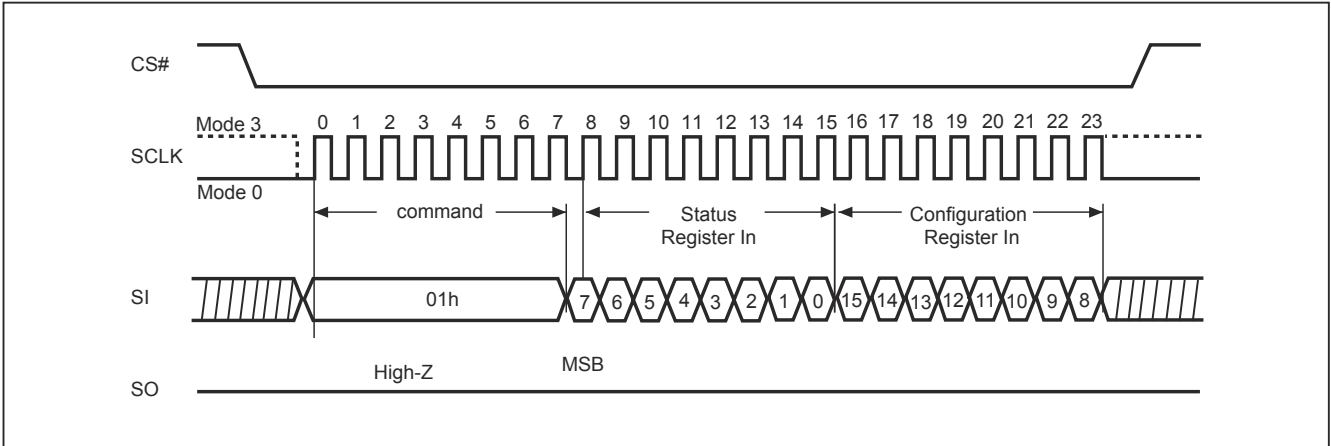 CS#
Mode 3
0 1 2 3 4 5 6 7 8 9 10 11 12 13 14 15 16 17 18 19 20 21 22 23
SCLK
Mode 0
command
Status
Register In
Configuration
Register In
SI
01h
7 6 5 4 3 2 1 0 15 14 13 12 11 10 9 8
High-Z
MSB
SO